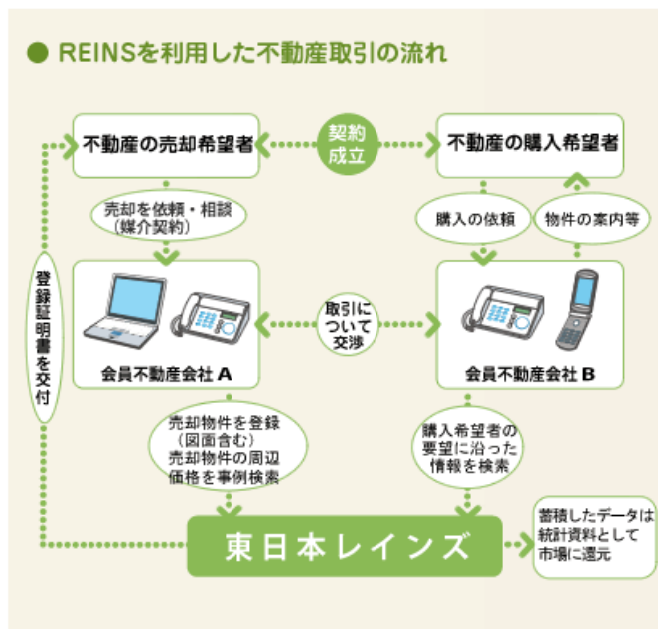 ● REINSを利用した不動産取引の流れ
不動産の売却希望者
契約
成立
不動産の購入希望者
売却を依頼・相談
（媒介契約）
購入の依頼
物件の案内等
登録証明書を交付
会員不動産会社 A
取引に
ついて
交渉
会員不動産会社 B
売却物件を登録
（図面含む）
売却物件の周辺
価格を事例検索
購入希望者の
要望に沿った
情報を検索
東日本レインズ
蓄積したデータは
統計資料として
市場に還元